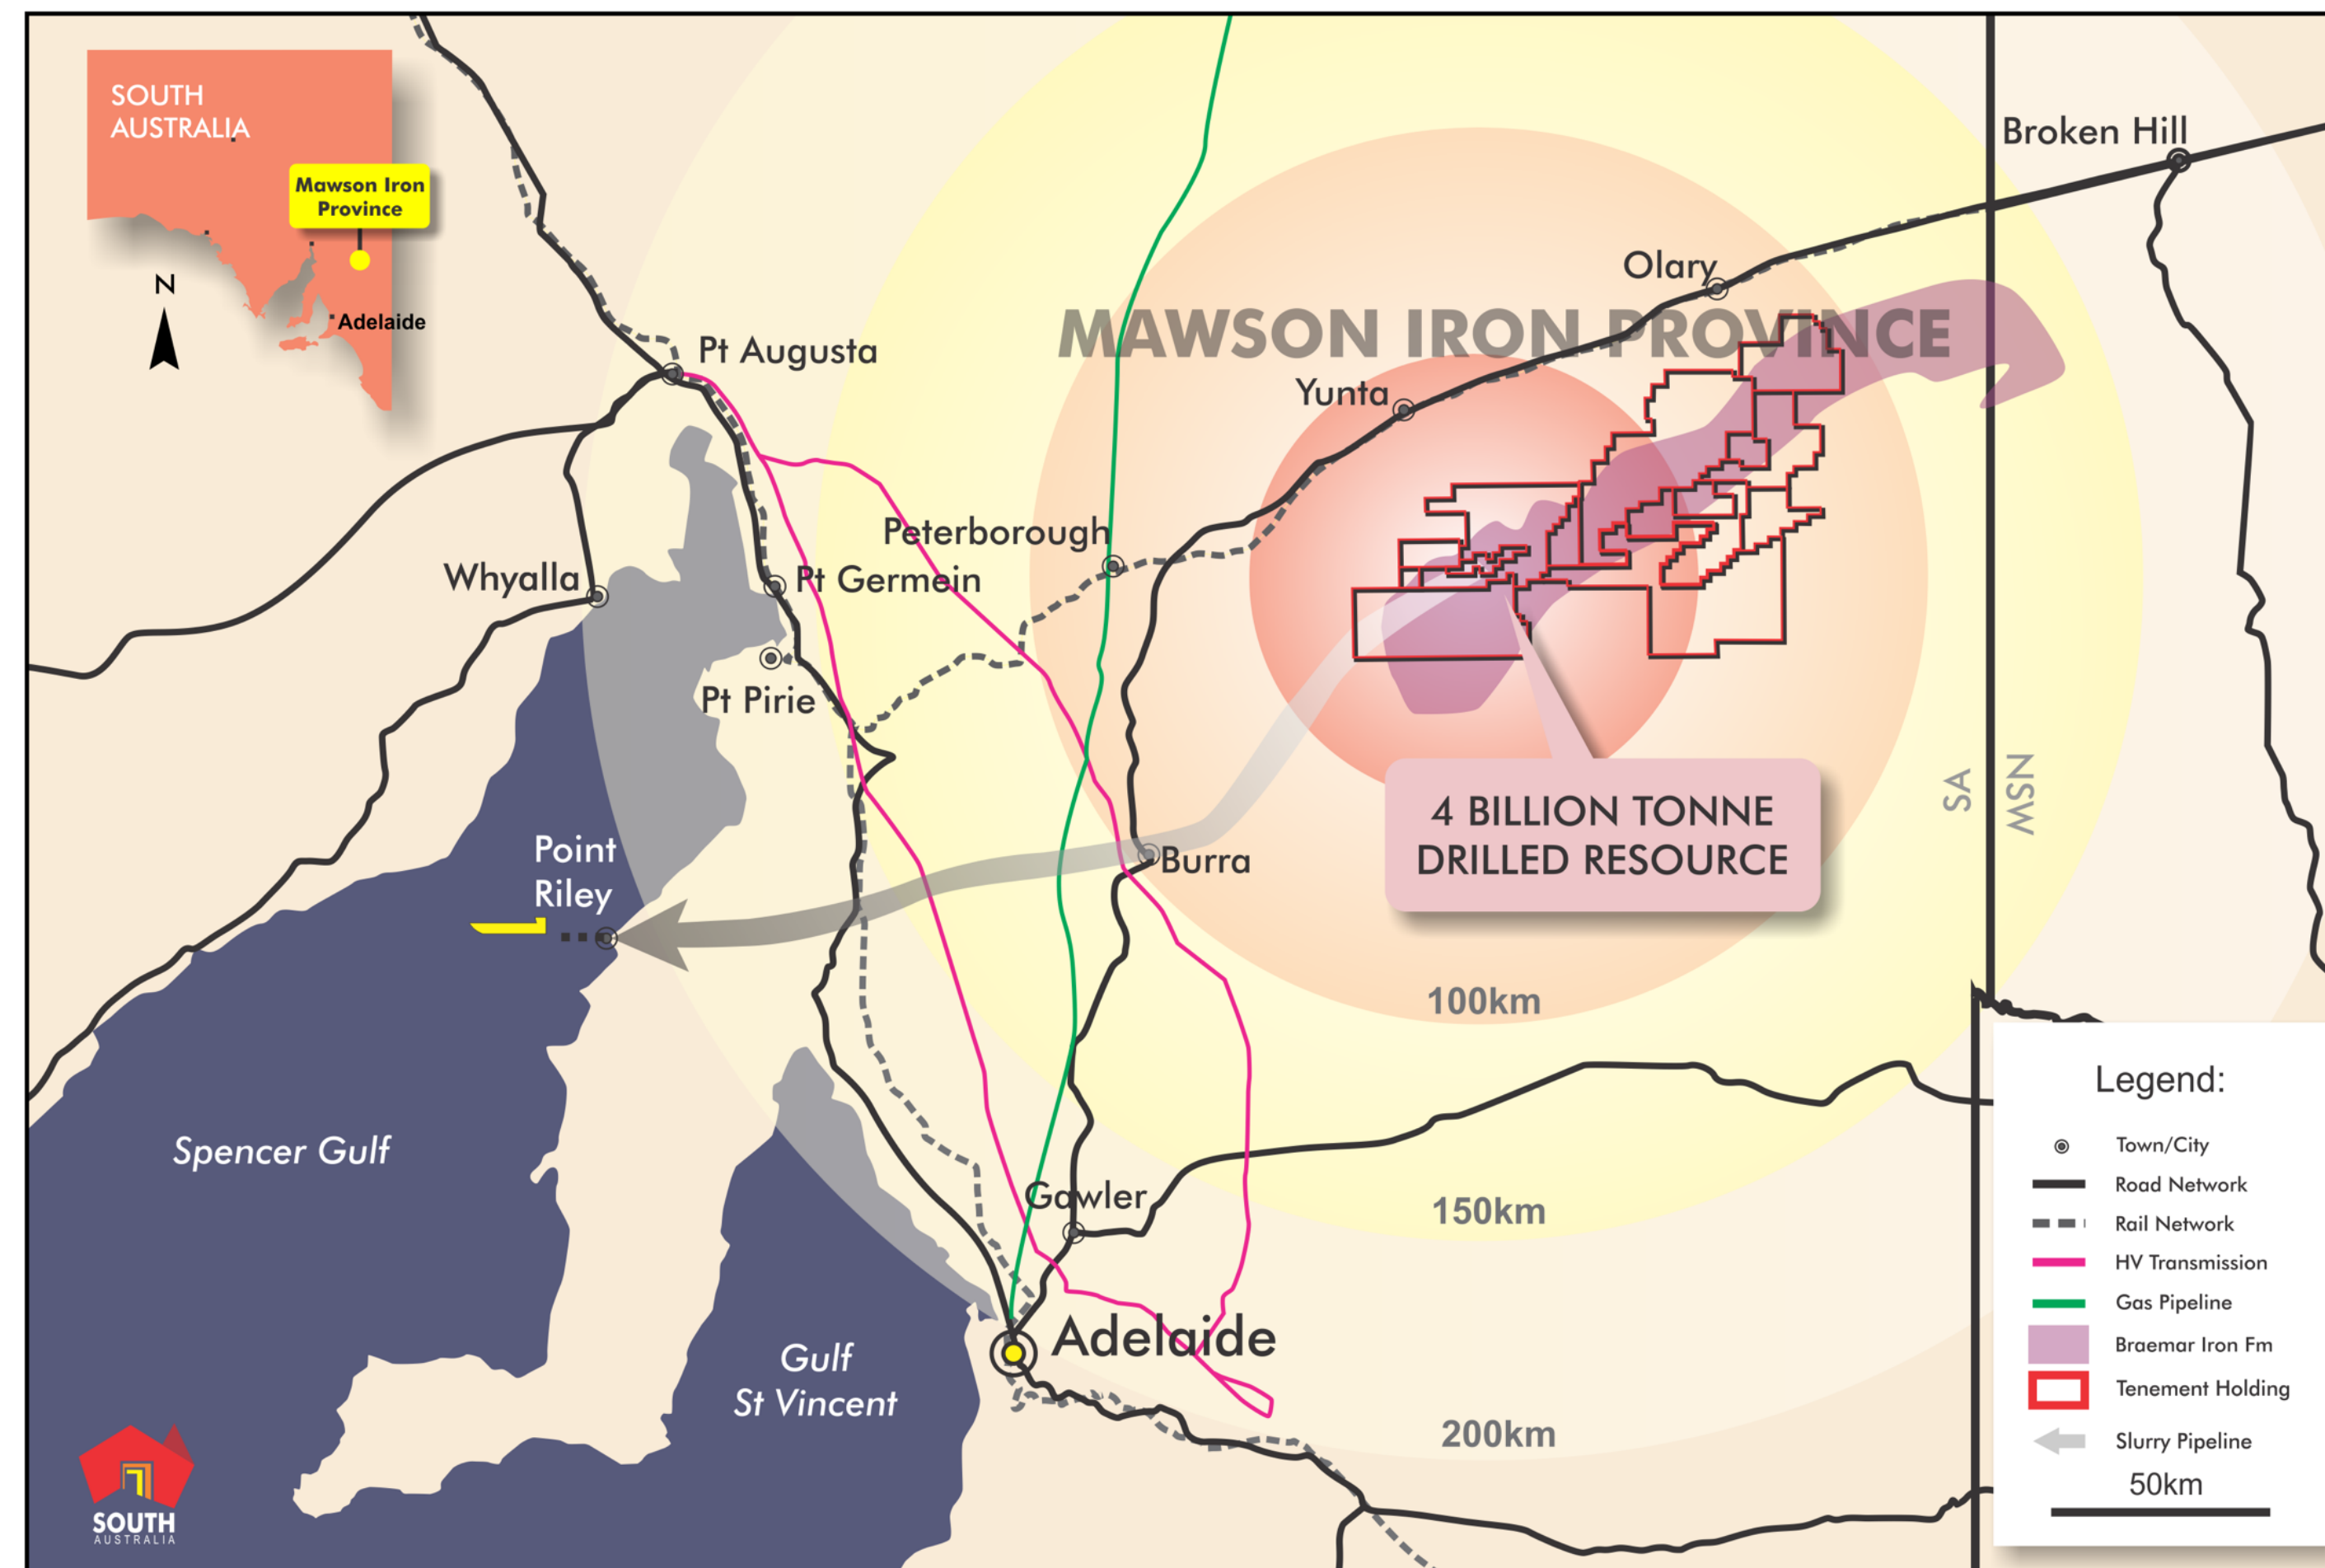 SOUTH
AUSTRALIA
Mawson Iron
Province
N
Adelaide
Broken Hill
Olary
MAWSON IRON PROVINCE
Pt Augusta
Yunta
Peterborough
Whyalla
Pt Germein
Pt Pirie
SA
NSW
4 BILLION TONNE
DRILLED RESOURCE
Point
Riley
Burra
100km
Spencer Gulf
Gawler
150km
Adelaide
Gulf
St Vincent
200km
Legend:
Town/City
Road Network
Rail Network
HV Transmission
Gas Pipeline
Braemar Iron Fm
Tenement Holding
Slurry Pipeline
50km
SOUTH
AUSTRALIA